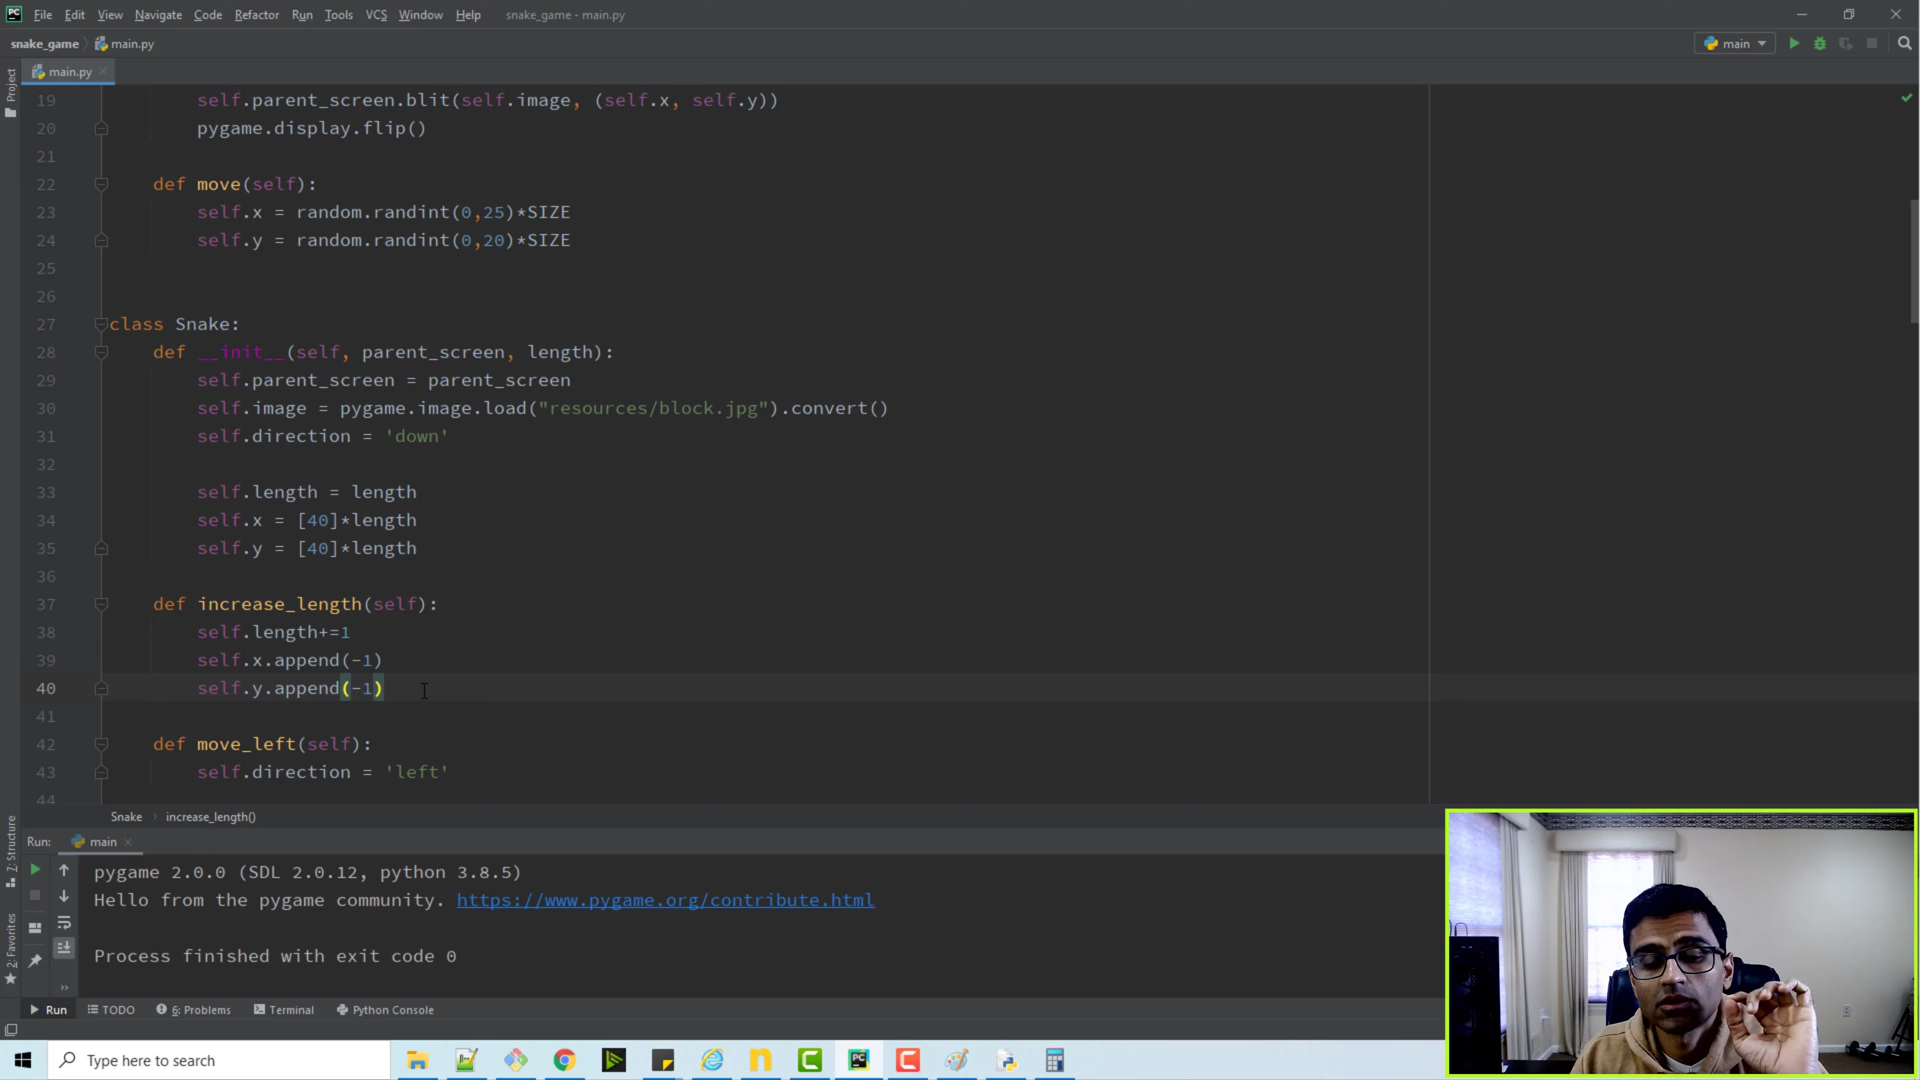 File Edit View Navigate Code Refactor Run Tools VCS Window Help snake_game - main.py
snake_game main.py main
Project
main.py
19 self.parent_screen.blit(self.image, (self.x, self.y))
20 pygame.display.flip()
21
22 def move(self):
23 self.x = random.randint(0,25)*SIZE
24 self.y = random.randint(0,20)*SIZE
25
26
27 class Snake:
28 def __init__(self, parent_screen, length):
29 self.parent_screen = parent_screen
30 self.image = pygame.image.load("resources/block.jpg").convert()
31 self.direction = 'down'
32
33 self.length = length
34 self.x = [40]*length
35 self.y = [40]*length
36
37 def increase_length(self):
38 self.length+=1
39 self.x.append(-1)
40 self.y.append(-1)
41
42 def move_left(self):
43 self.direction = 'left'
44
Snake increase_length()
7: Structure
2: Favorites
Run: main
pygame 2.0.0 (SDL 2.0.12, python 3.8.5)
Hello from the pygame community. https://www.pygame.org/contribute.html
Process finished with exit code 0
Run TODO 6: Problems Terminal Python Console
Type here to search